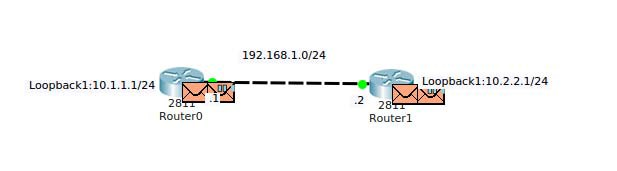 192.168.1.0/24
Loopback1:10.1.1.1/24
Loopback1:10.2.2.1/24
.1
.2
2811
Router0
2811
Router1